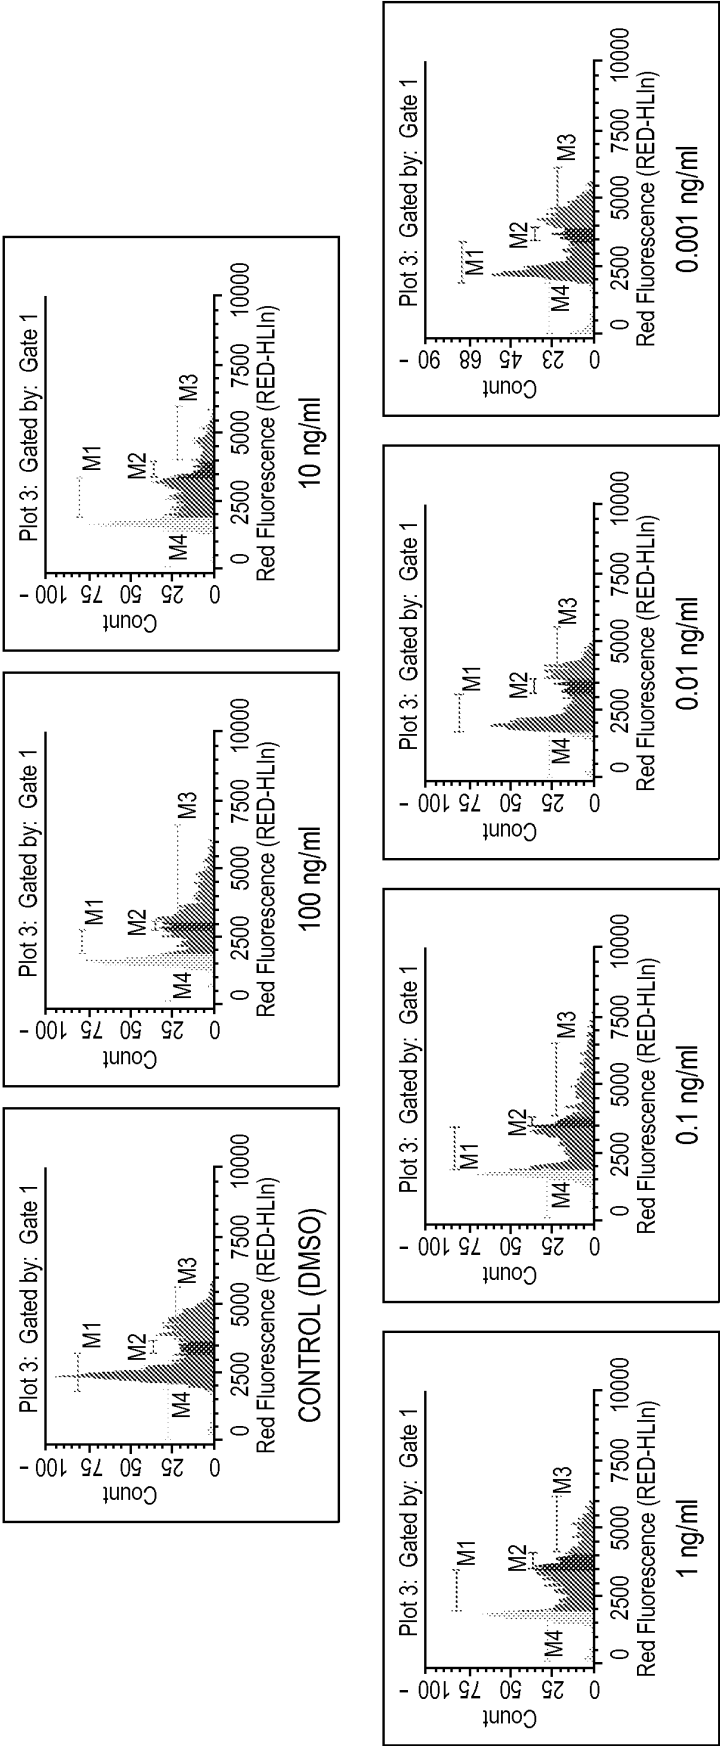 Plot 3: Gated by: Gate 1
100
75
50
25
0
Count
M1
M2
M3
M4
0 2500 5000 7500 10000
Red Fluorescence (RED-HLIn)
CONTROL (DMSO)
Plot 3: Gated by: Gate 1
100
75
50
25
0
Count
M1
M2
M3
M4
0 2500 5000 7500 10000
Red Fluorescence (RED-HLIn)
100 ng/ml
Plot 3: Gated by: Gate 1
100
75
50
25
0
Count
M1
M2
M3
M4
0 2500 5000 7500 10000
Red Fluorescence (RED-HLIn)
10 ng/ml
Plot 3: Gated by: Gate 1
100
75
50
25
0
Count
M1
M2
M3
M4
0 2500 5000 7500 10000
Red Fluorescence (RED-HLIn)
1 ng/ml
Plot 3: Gated by: Gate 1
100
75
50
25
0
Count
M1
M2
M3
M4
0 2500 5000 7500 10000
Red Fluorescence (RED-HLIn)
0.1 ng/ml
Plot 3: Gated by: Gate 1
100
75
50
25
0
Count
M1
M2
M3
M4
0 2500 5000 7500 10000
Red Fluorescence (RED-HLIn)
0.01 ng/ml
Plot 3: Gated by: Gate 1
90
68
45
23
0
Count
M1
M2
M3
M4
0 2500 5000 7500 10000
Red Fluorescence (RED-HLIn)
0.001 ng/ml